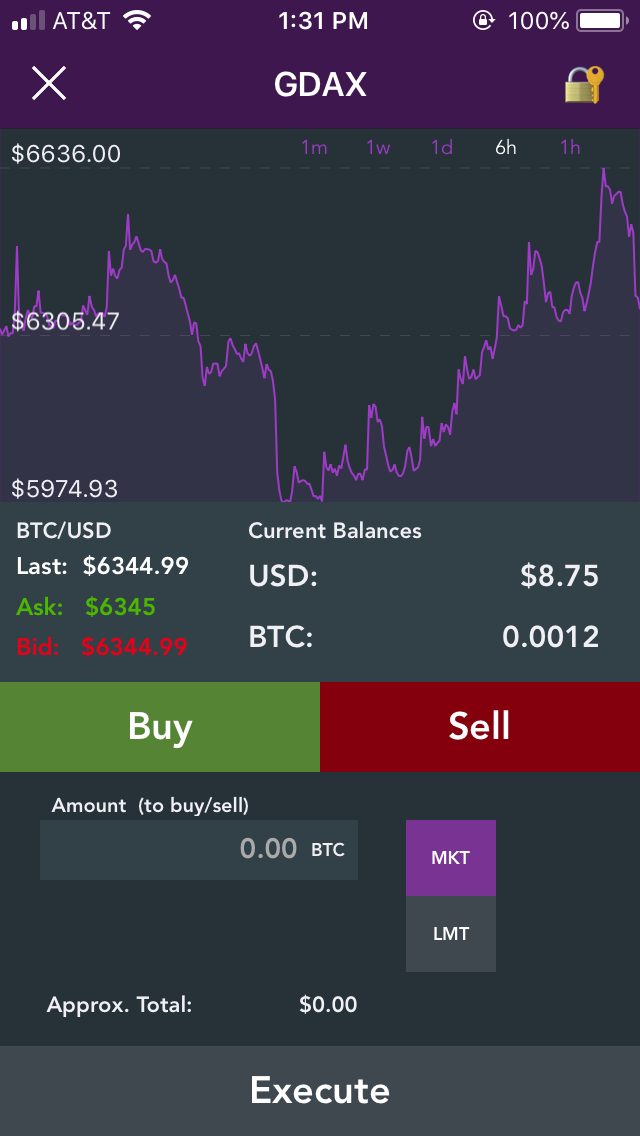 AT&T 1:31 PM 100%
GDAX
$6636.00 1m 1w 1d 6h 1h
$6305.47
$5974.93
BTC/USD Current Balances
Last: $6344.99 USD: $8.75
Ask: $6345
Bid: $6344.99 BTC: 0.0012
Buy Sell
Amount (to buy/sell)
0.00 BTC MKT
LMT
Approx. Total: $0.00
Execute